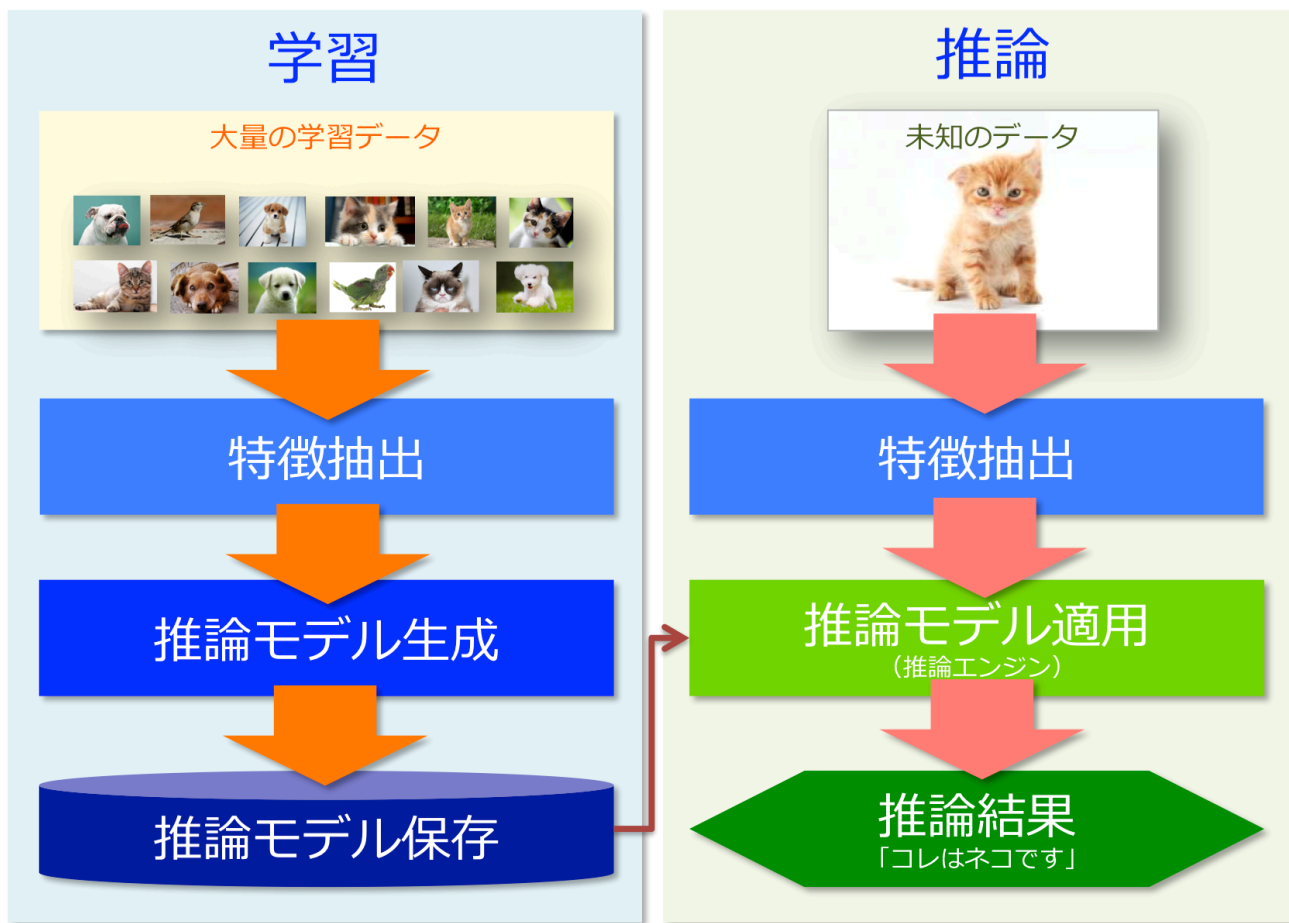 学習
大量の学習データ
特徴抽出
推論モデル生成
推論モデル保存
推論
未知のデータ
特徴抽出
推論モデル適用
（推論エンジン）
推論結果
「コレはネコです」